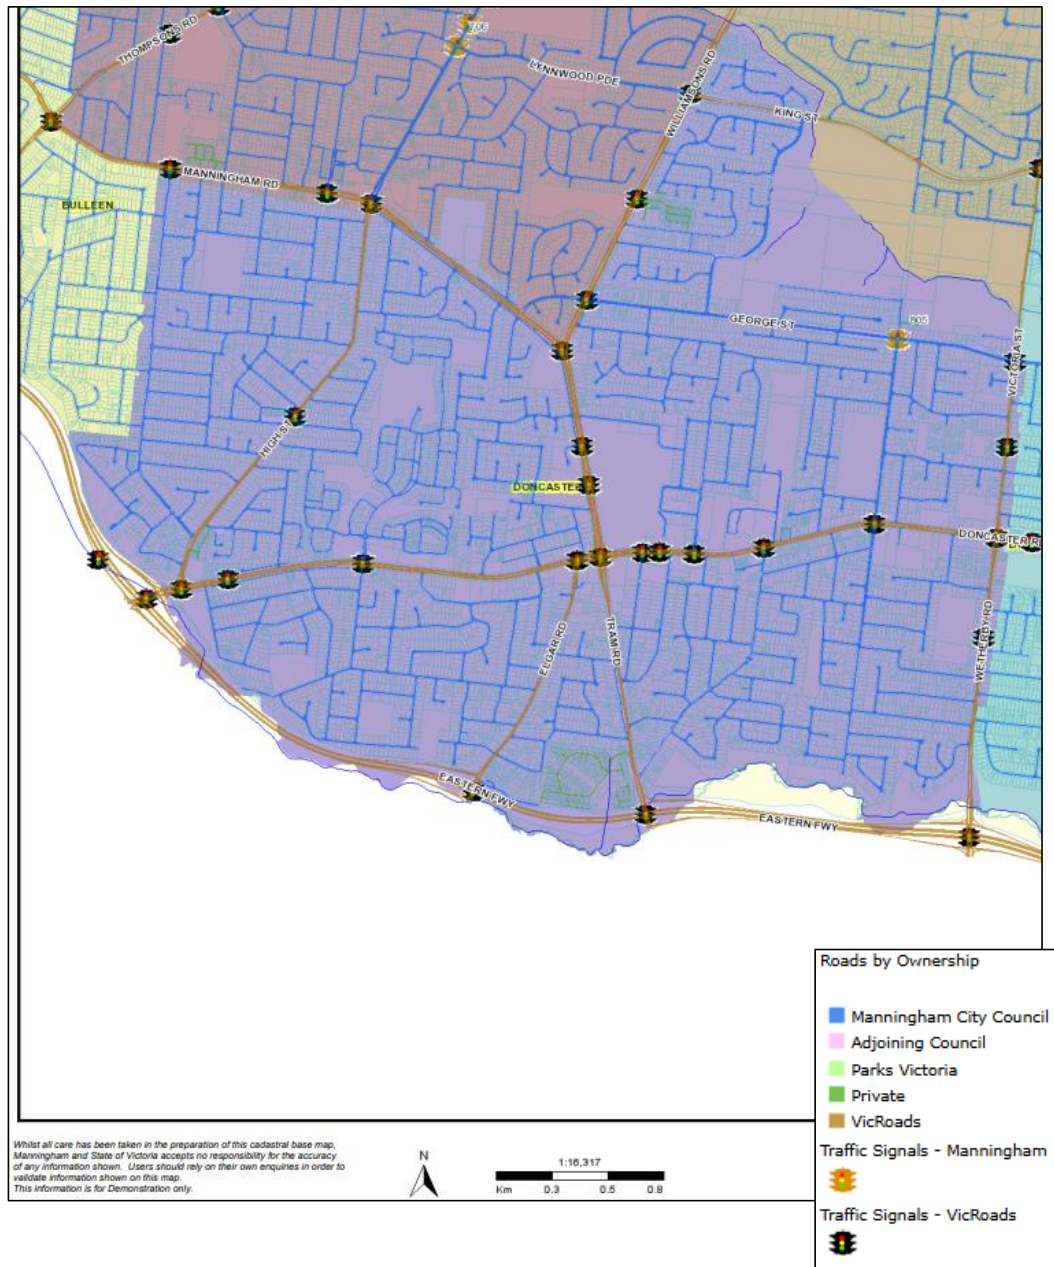 THOMPSONS RD
706
LYNNWOOD PDE
WILLIAMSONS RD
KING ST
MANNINGHAM RD
BULLEEN
GEORGE ST
805
VICTORIA ST
HIGH ST
DONCASTER
DONCASTER R
ELGAR RD
TRAM RD
WETHERBY RD
EASTERN FWY
EASTERN FWY
Roads by Ownership
Manningham City Council
Adjoining Council
Parks Victoria
Private
VicRoads
Traffic Signals - Manningham
Traffic Signals - VicRoads
Whilst all care has been taken in the preparation of this cadastral base map,
Manningham and State of Victoria accepts no responsibility for the accuracy
of any information shown. Users should rely on their own enquiries in order to
validate information shown on this map.
This information is for Demonstration only.
N
1:16,317
Km 0.3 0.5 0.8